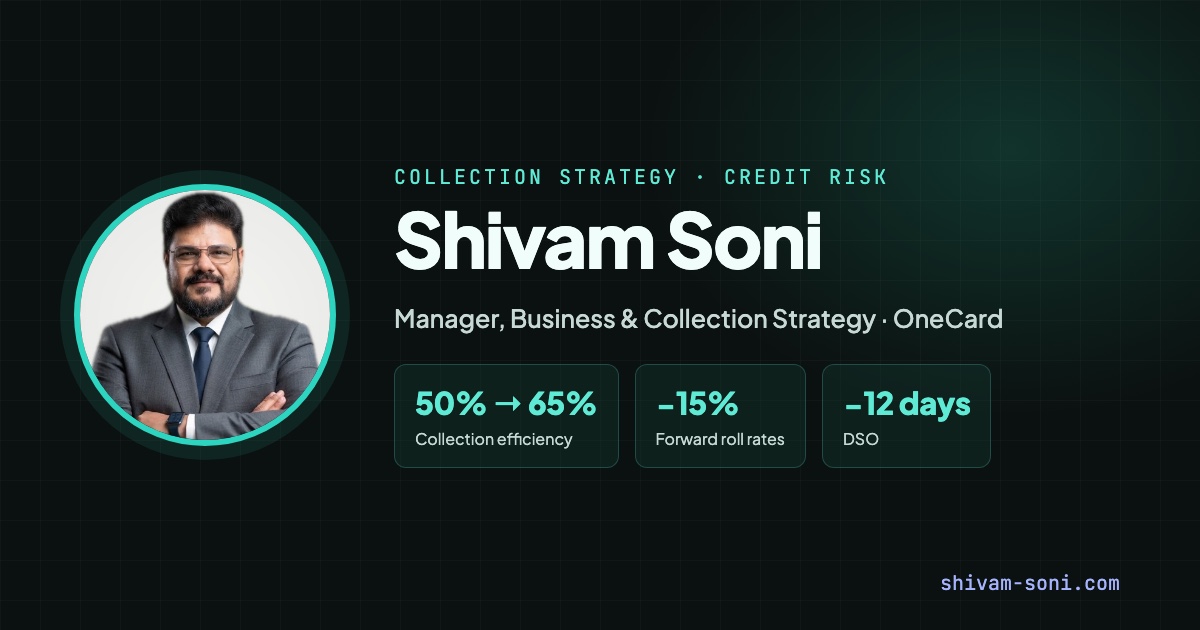 COLLECTION STRATEGY · CREDIT RISK
Shivam Soni
Manager, Business & Collection Strategy · OneCard
50% → 65%
Collection efficiency
−15%
Forward roll rates
−12 days
DSO
shivam-soni.com